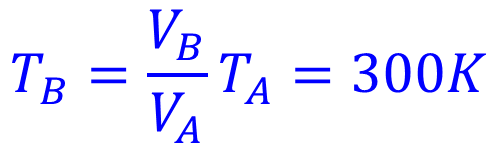 T_B = \frac{V_B}{V_A} T_A = 300K